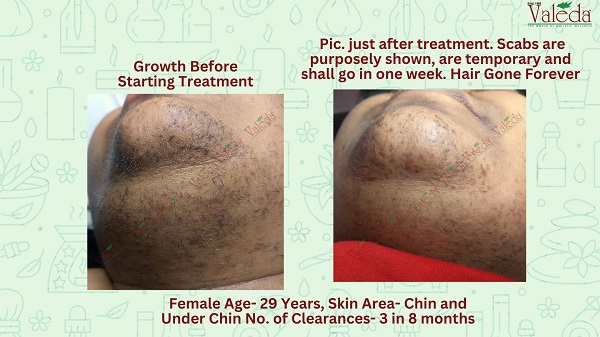 Valeda
Growth Before
Starting Treatment
Pic. just after treatment. Scabs are
purposely shown, are temporary and
shall go in one week. Hair Gone Forever
Valeda
Valeda
Female Age- 29 Years, Skin Area- Chin and
Under Chin No. of Clearances- 3 in 8 months